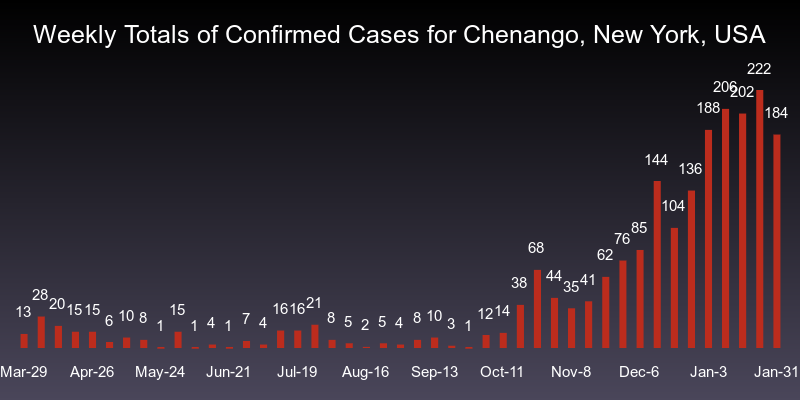 Weekly Totals of Confirmed Cases for Chenango, New York, USA
13 28 20 15 15 6 10 8 1 15 1 4 1 7 4 16 16 21 8 5 2 5 4 8 10 3 1 12 14 38 68 44 35 41 62 76 85 144 104 136 188 206 202 222 184
Mar-29 Apr-26 May-24 Jun-21 Jul-19 Aug-16 Sep-13 Oct-11 Nov-8 Dec-6 Jan-3 Jan-31